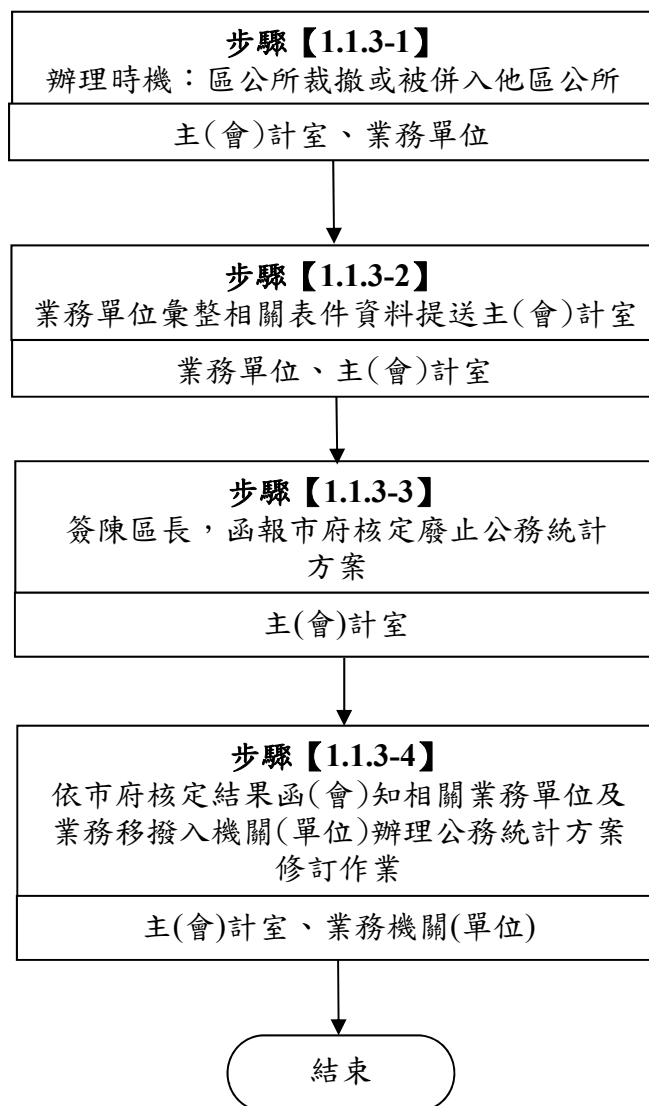 步驟【1.1.3-1】
辦理時機：區公所裁撤或被併入他區公所
主(會)計室、業務單位
步驟【1.1.3-2】
業務單位彙整相關表件資料提送主(會)計室
業務單位、主(會)計室
步驟【1.1.3-3】
簽陳區長，函報市府核定廢止公務統計
方案
主(會)計室
步驟【1.1.3-4】
依市府核定結果函(會)知相關業務單位及
業務移撥入機關(單位)辦理公務統計方案
修訂作業
主(會)計室、業務機關(單位)
結束